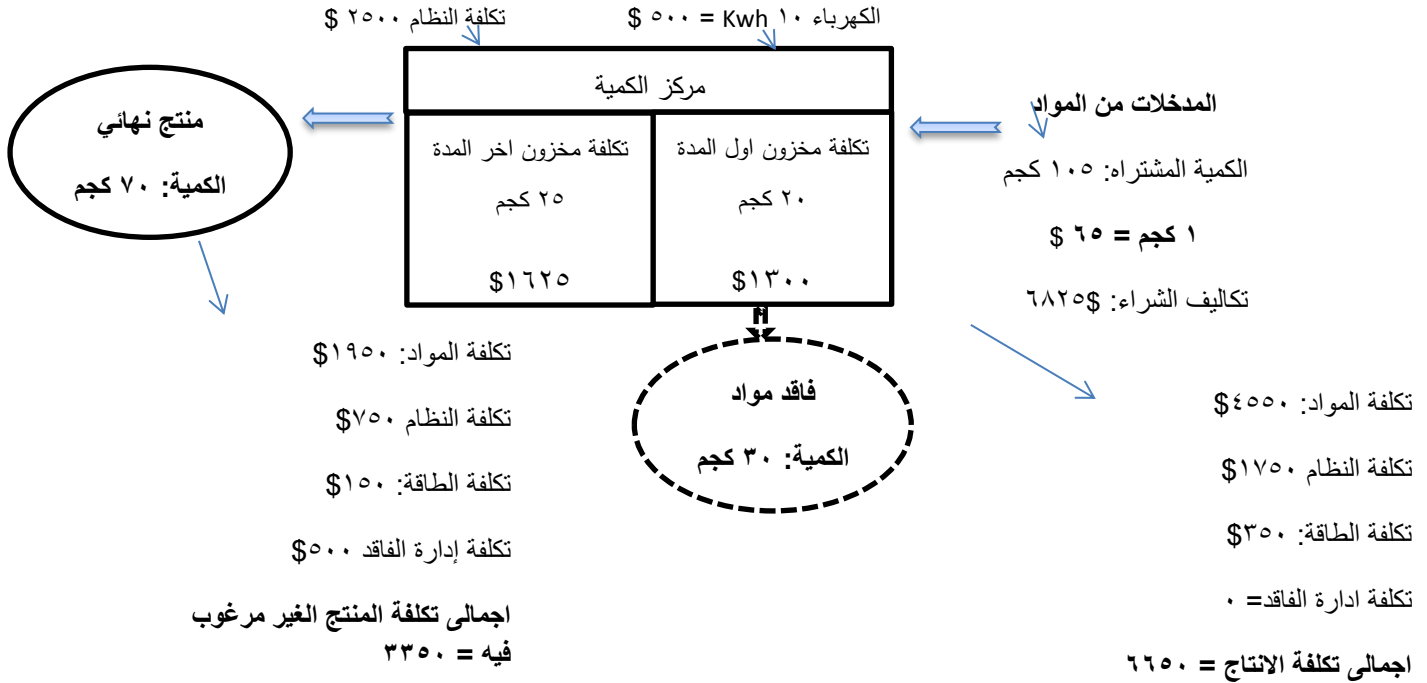 الكهرباء ١٠ Kwh = ٥٠٠ $
تكلفة النظام ٢٥٠٠ $
مركز الكمية
المدخلات من المواد
الكمية المشتراه: ١٠٥ كجم
١ كجم = ٦٥ $
تكاليف الشراء: $٦٨٢٥
تكلفة مخزون اول المدة
٢٠ كجم
$١٣٠٠
تكلفة مخزون اخر المدة
٢٥ كجم
$١٦٢٥
منتج نهائي
الكمية: ٧٠ كجم
فاقد مواد
الكمية: ٣٠ كجم
تكلفة المواد: ٤٥٥٠$
تكلفة النظام ١٧٥٠$
تكلفة الطاقة: ٣٥٠$
تكلفة ادارة الفاقد= ٠
اجمالى تكلفة الانتاج = ٦٦٥٠
تكلفة المواد: ١٩٥٠$
تكلفة النظام ٧٥٠$
تكلفة الطاقة: ١٥٠$
تكلفة إدارة الفاقد ٥٠٠$
اجمالى تكلفة المنتج الغير مرغوب
فيه = ٣٣٥٠